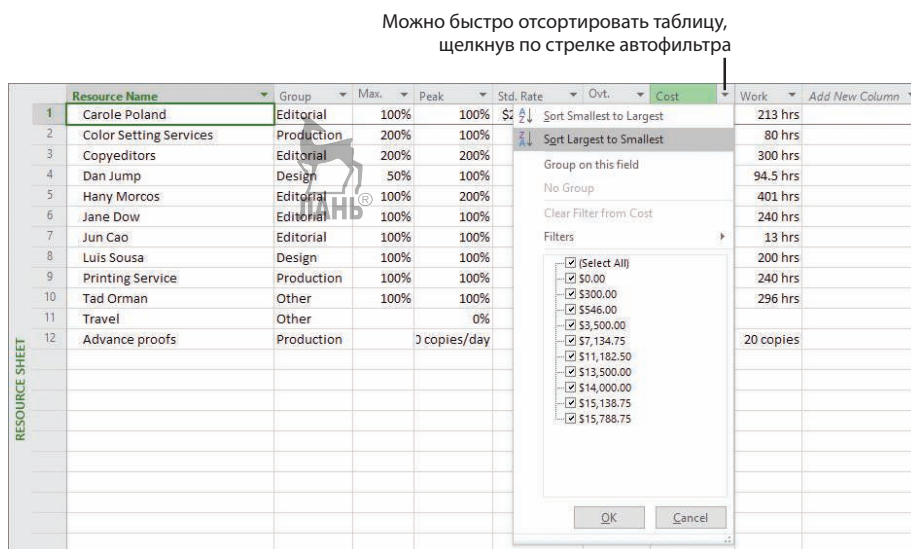 Можно быстро отсортировать таблицу,
щелкнув по стрелке автофильтра
Resource Name Group Max. Peak Std. Rate Ovt. Cost Work Add New Column
1 Carole Poland Editorial 100% 100% 213 hrs
2 Color Setting Services Production 200% 100% 80 hrs
3 Copyeditors Editorial 200% 200% 300 hrs
4 Dan Jump Design 50% 100% 94.5 hrs
5 Hany Morcos Editorial 100% 200% 401 hrs
6 Jane Dow Editorial 100% 100% 240 hrs
7 Jun Cao Editorial 100% 100% 13 hrs
8 Luis Sousa Design 100% 100% 200 hrs
9 Printing Service Production 100% 100% 240 hrs
10 Tad Orman Other 100% 100% 296 hrs
11 Travel Other 0%
12 Advance proofs Production copies/day 20 copies
Sort Smallest to Largest
Sort Largest to Smallest
Group on this field
No Group
Clear Filter from Cost
Filters
(Select All)
$0.00
$300.00
$546.00
$3,500.00
$7,134.75
$11,182.50
$13,500.00
$14,000.00
$15,138.75
$15,788.75
OK Cancel
RESOURCE SHEET
ЛАНЬ®